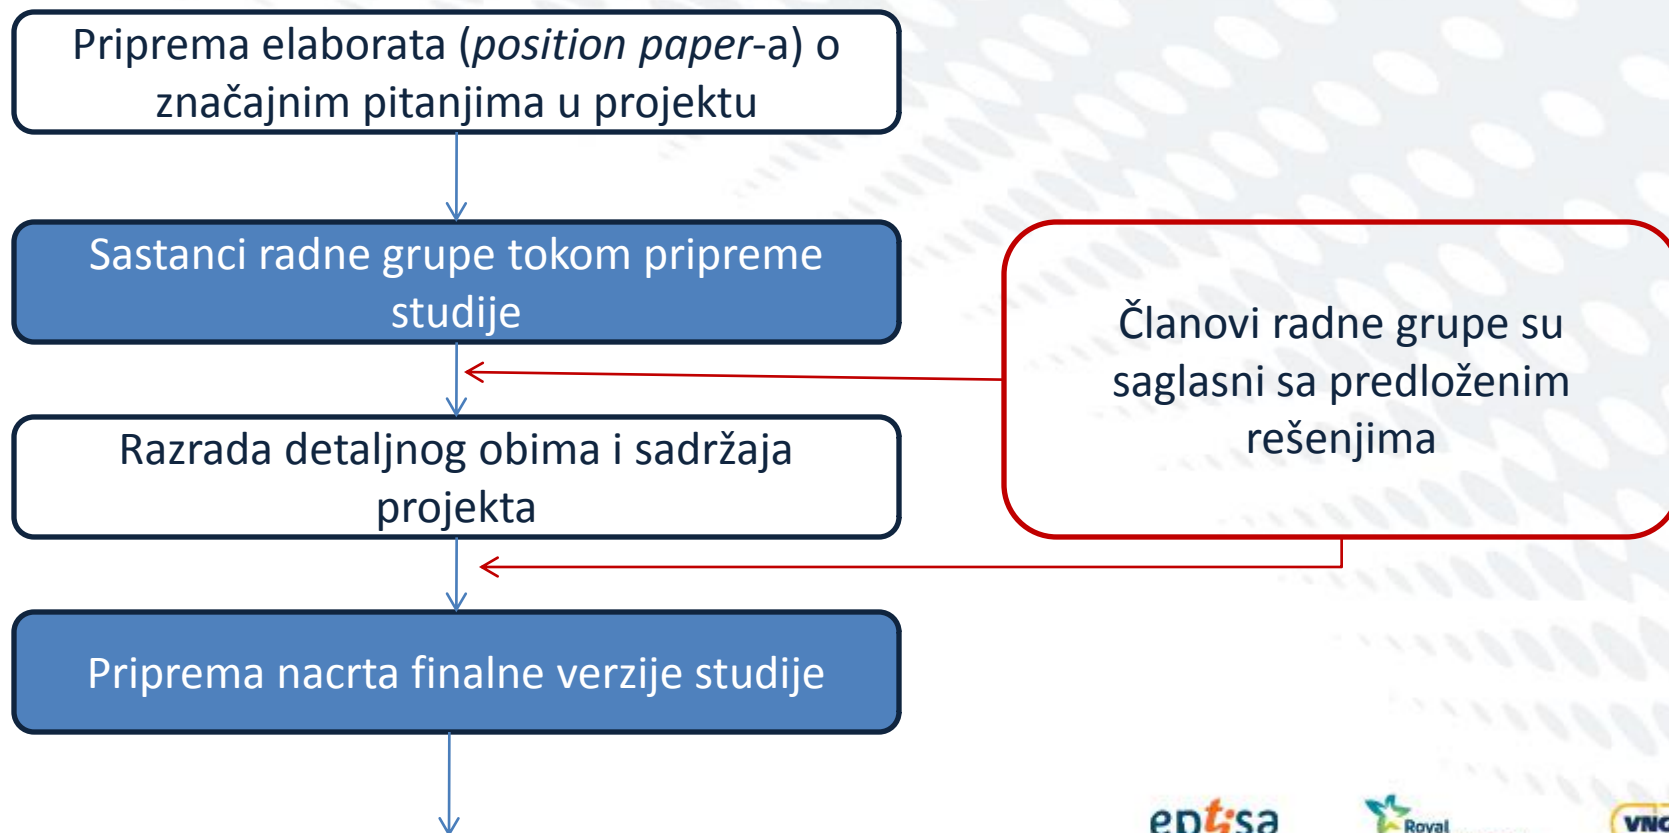 Priprema elaborata (position paper-a) o
značajnim pitanjima u projektu
Sastanci radne grupe tokom pripreme
studije
Članovi radne grupe su
saglasni sa predloženim
rešenjima
Razrada detaljnog obima i sadržaja
projekta
Priprema nacrta finalne verzije studije
eptisa
Royal
VNG